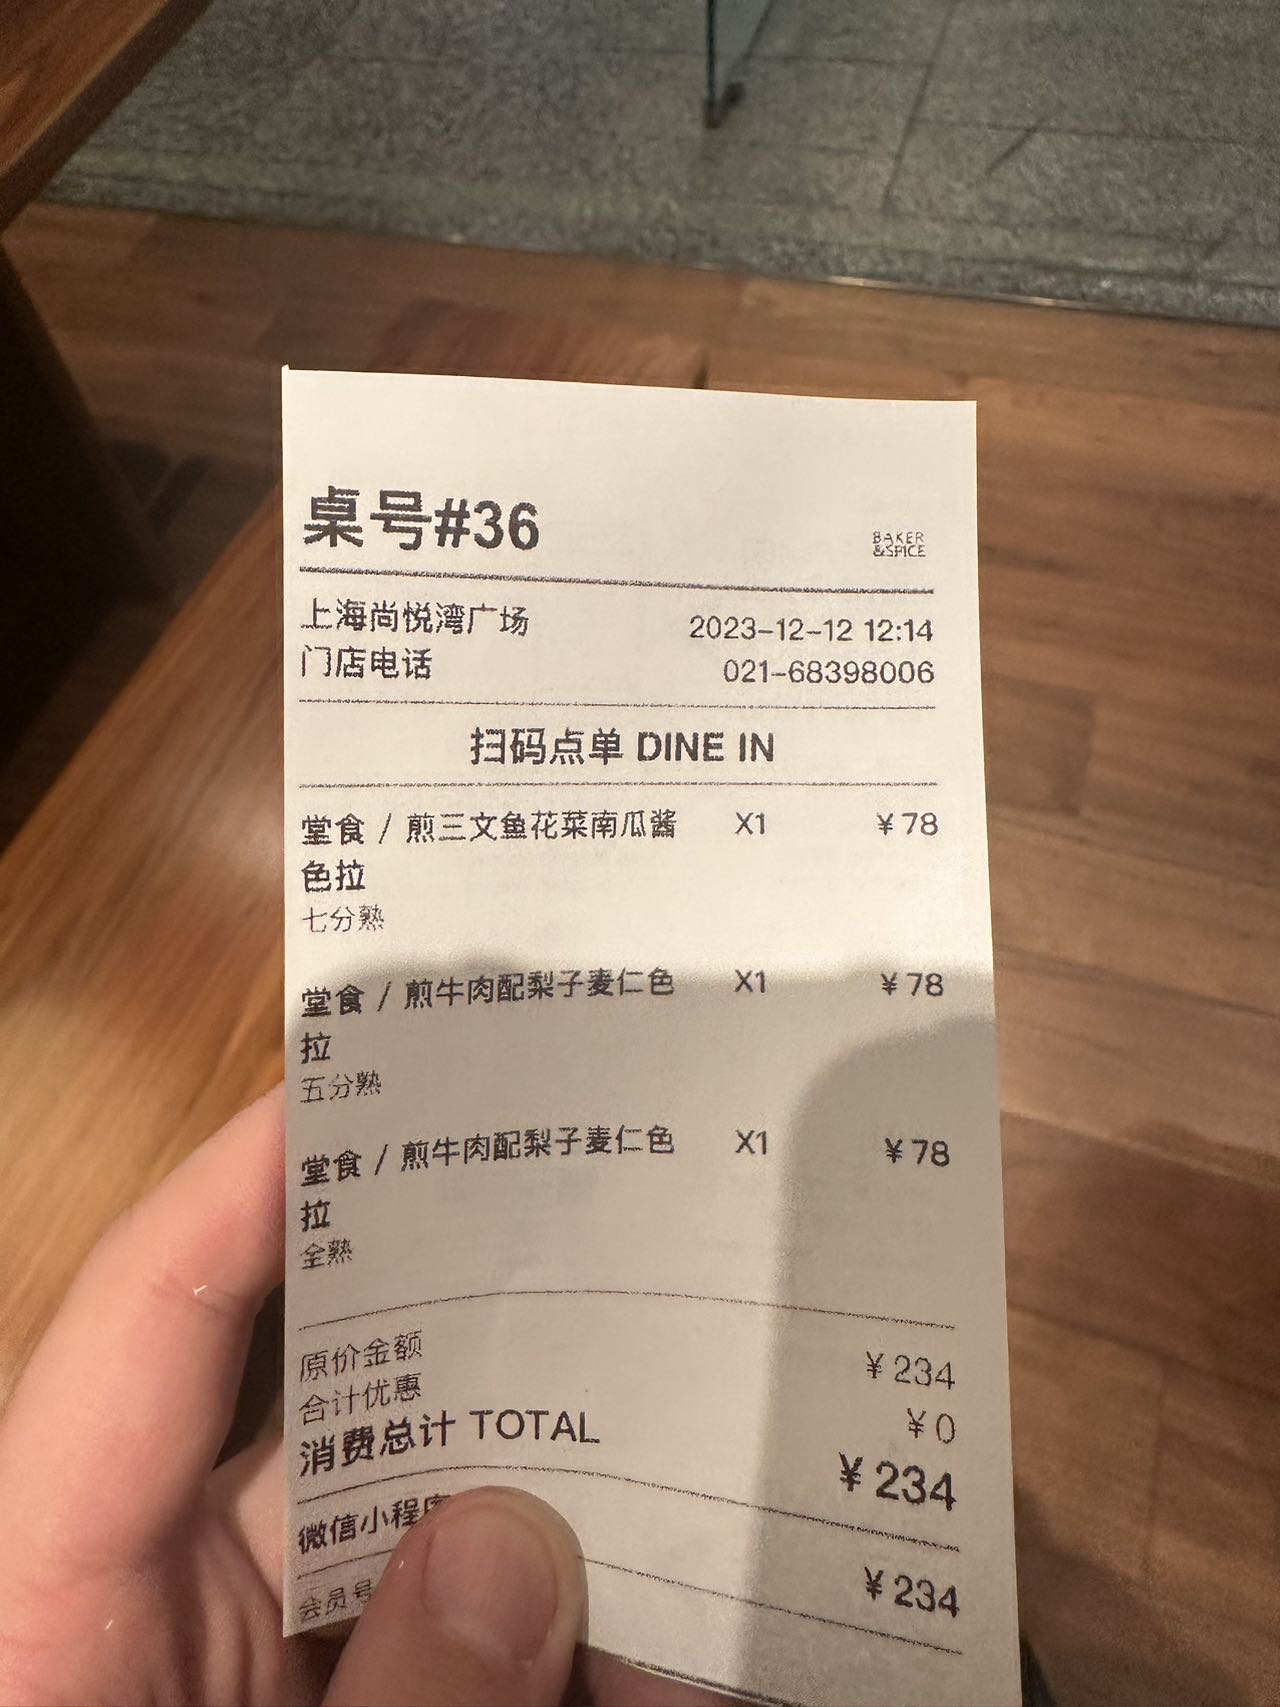 桌号#36
BAKER
&SPICE
上海尚悦湾广场 2023-12-12 12:14
门店电话 021-68398006
扫码点单 DINE IN
堂食 / 煎三文鱼花菜南瓜酱 X1 ¥78
色拉
七分熟
堂食 / 煎牛肉配梨子麦仁色 X1 ¥78
拉
五分熟
堂食 / 煎牛肉配梨子麦仁色 X1 ¥78
拉
全熟
原价金额 ¥234
合计优惠 ¥0
消费总计 TOTAL ¥234
微信小程序 ¥234
会员号